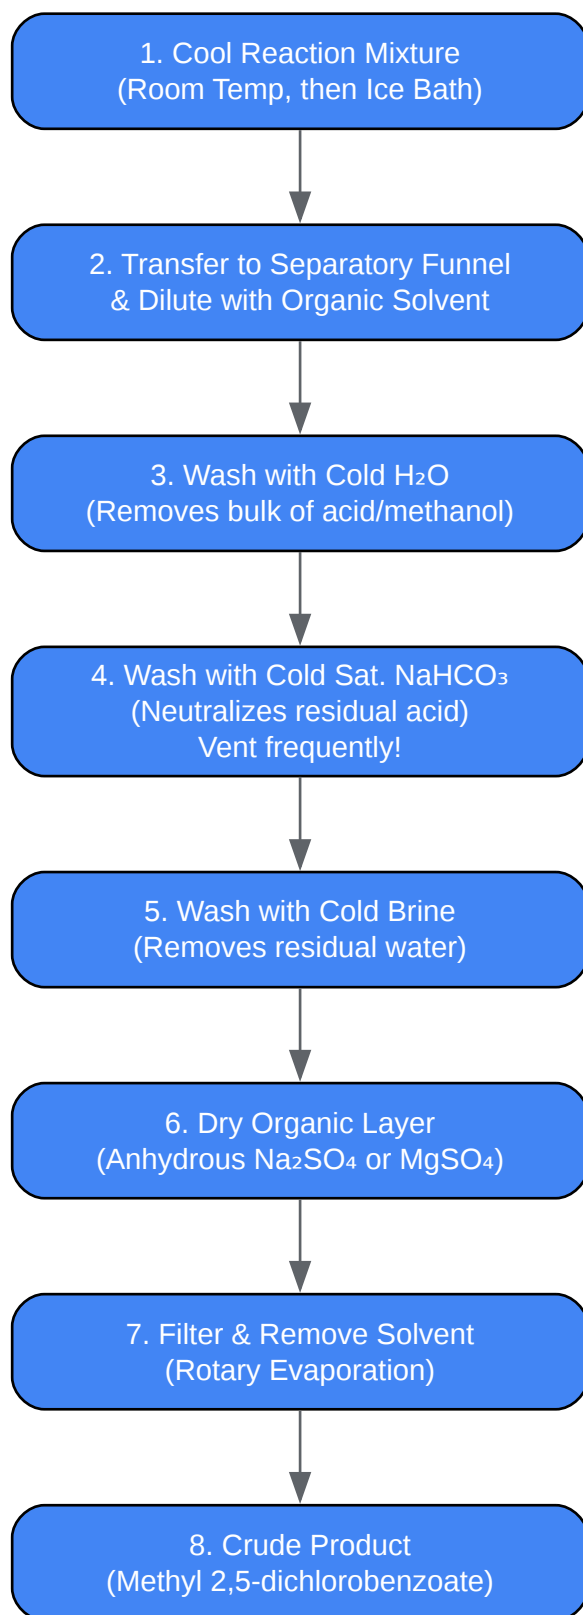 1. Cool Reaction Mixture
(Room Temp, then Ice Bath)
2. Transfer to Separatory Funnel
& Dilute with Organic Solvent
3. Wash with Cold H₂O
(Removes bulk of acid/methanol)
4. Wash with Cold Sat. NaHCO₃
(Neutralizes residual acid)
Vent frequently!
5. Wash with Cold Brine
(Removes residual water)
6. Dry Organic Layer
(Anhydrous Na₂SO₄ or MgSO₄)
7. Filter & Remove Solvent
(Rotary Evaporation)
8. Crude Product
(Methyl 2,5-dichlorobenzoate)